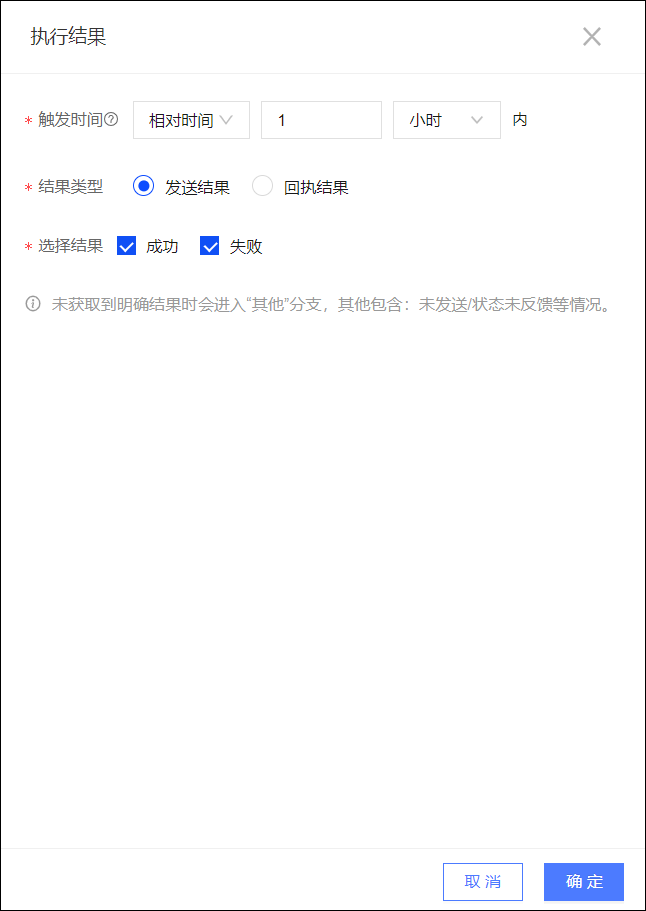 执行结果
* 触发时间 相对时间 1 小时 内
* 结果类型 发送结果 回执结果
* 选择结果 成功 失败
未获取到明确结果时会进入“其他”分支，其他包含：未发送/状态未反馈等情况。
取 消 确 定